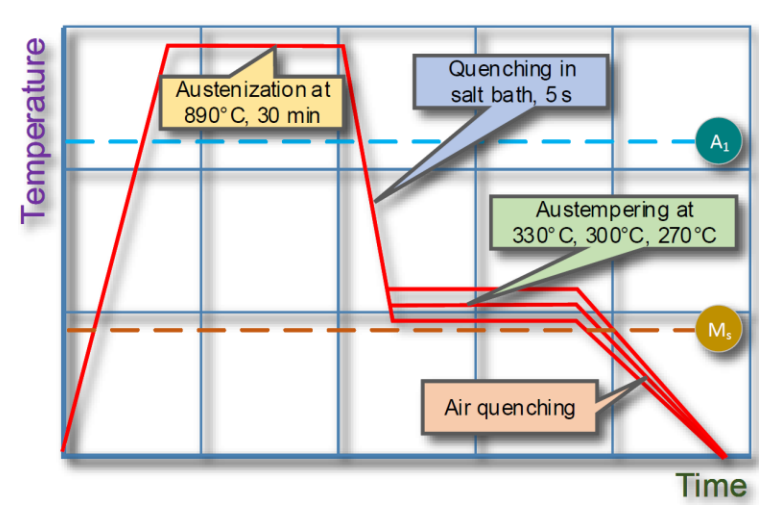 Temperature
Austenization at
890°C, 30 min
Quenching in
salt bath, 5 s
A₁
Austempering at
330°C, 300°C, 270°C
Mₛ
Air quenching
Time